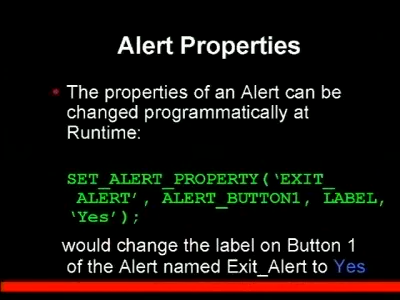 Alert Properties
The properties of an Alert can be
changed programmatically at
Runtime:
SET_ALERT_PROPERTY(‘EXIT_
ALERT’, ALERT_BUTTON1, LABEL,
‘Yes’);
would change the label on Button 1
of the Alert named Exit_Alert to Yes